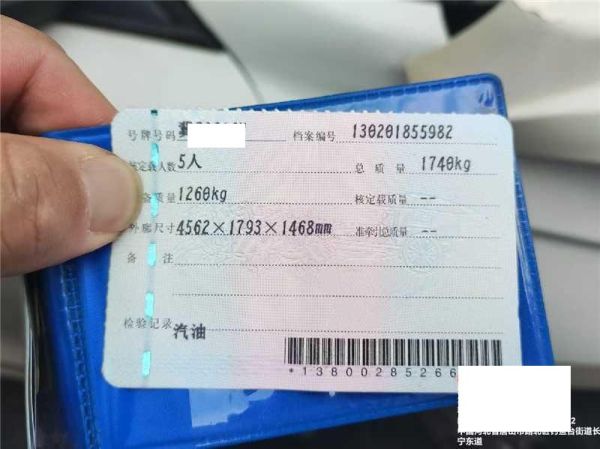 号牌号码 档案编号 130201855982
核定载人数 5人 总质量 1740kg
备质量 1260kg 核定载质量 --
外廓尺寸 4562×1793×1468mm 准牵引总质量 --
备注
检验记录 汽油
*13800285266
宁东道